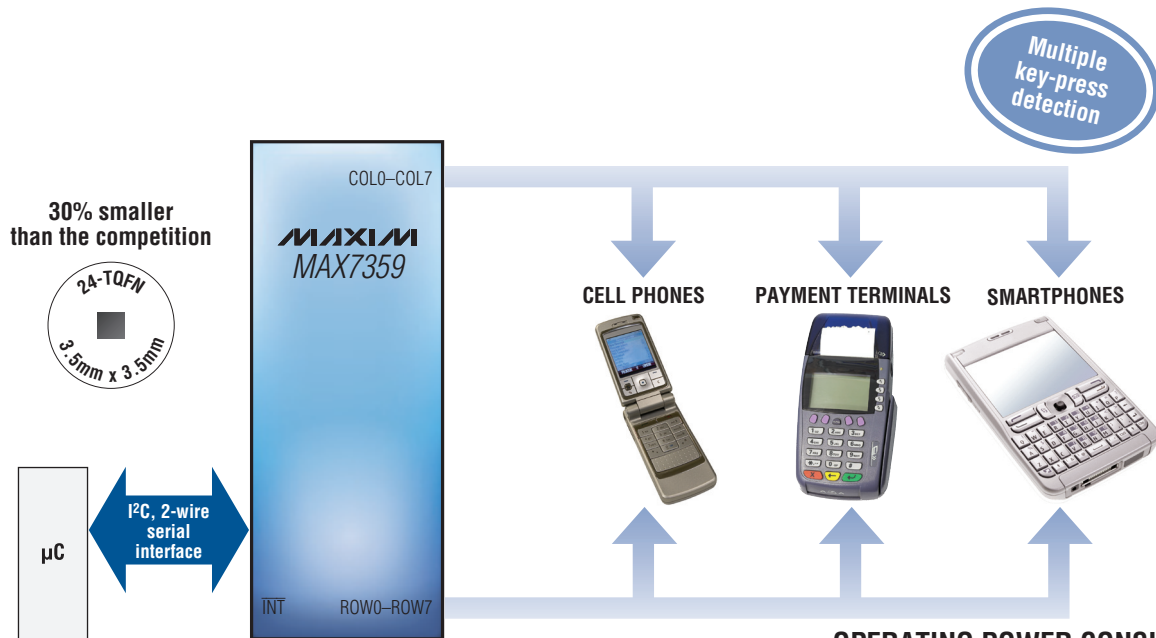 Multiple
key-press
detection
COL0–COL7
30% smaller
than the competition
MAXIM
MAX7359
24-TQFN
3.5mm x 3.5mm
CELL PHONES
PAYMENT TERMINALS
SMARTPHONES
I²C, 2-wire
serial
interface
µC
INT
ROW0–ROW7